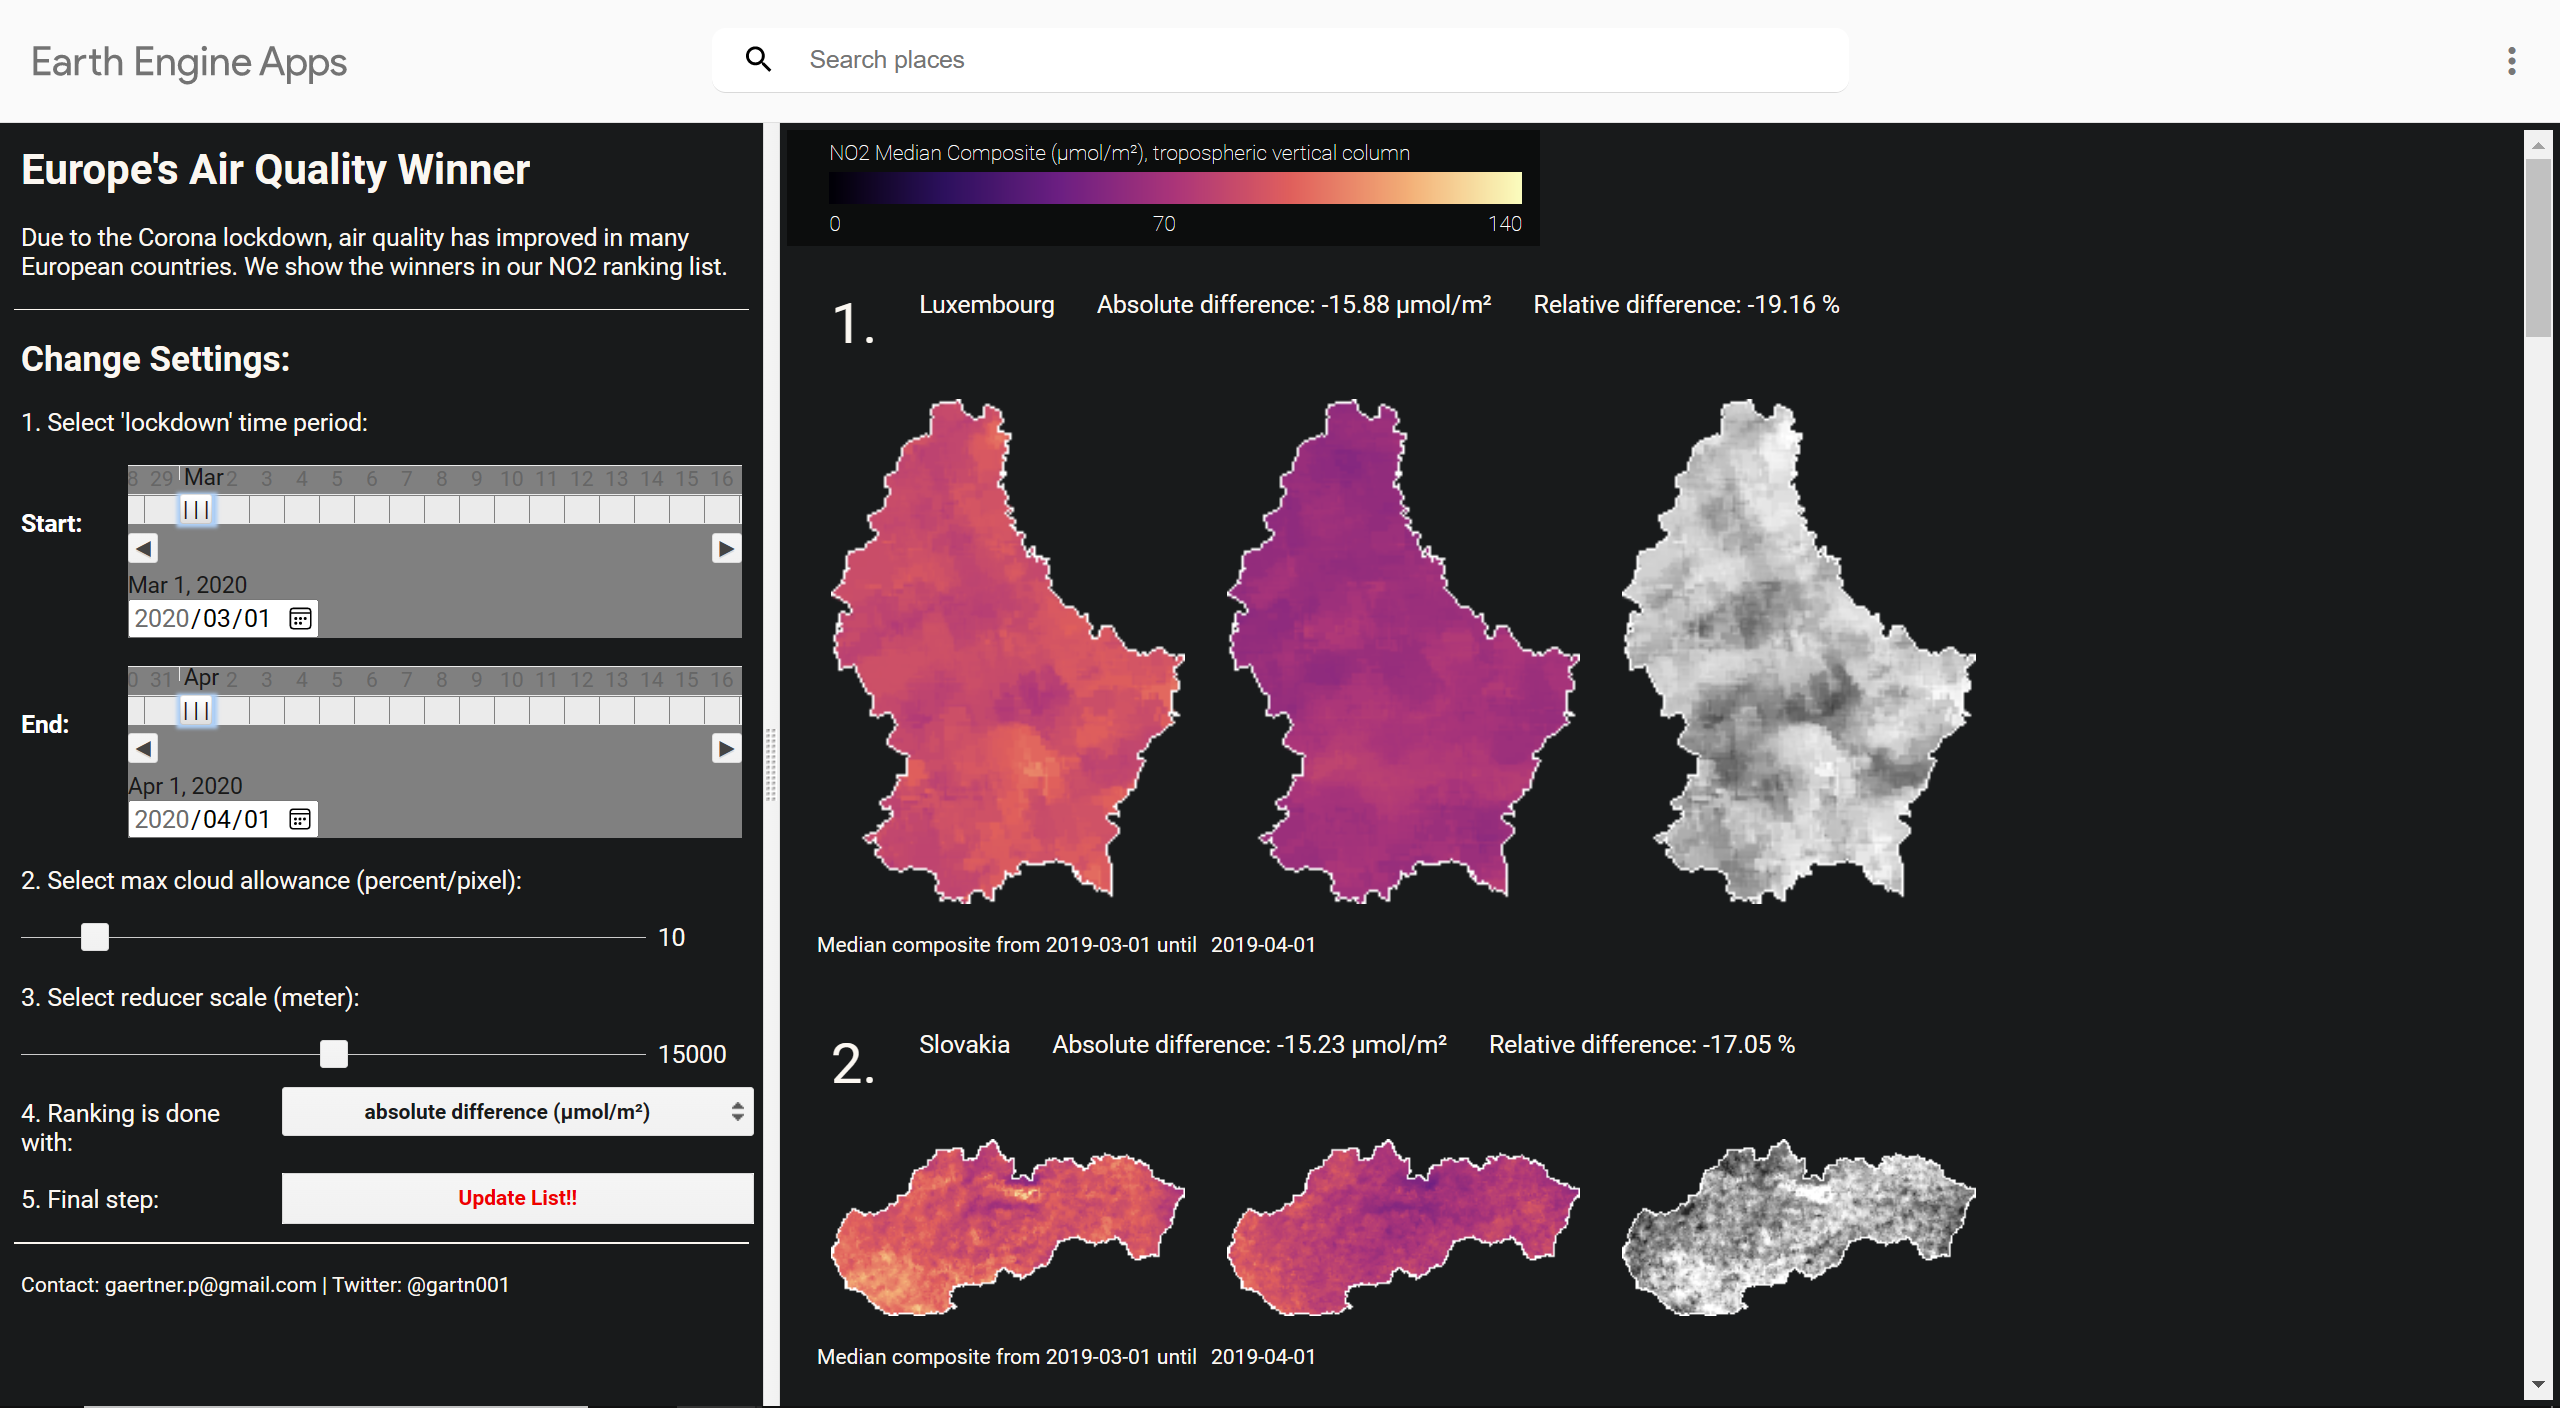 Earth Engine Apps
Search places
Europe's Air Quality Winner
Due to the Corona lockdown, air quality has improved in many
European countries. We show the winners in our NO2 ranking list.
Change Settings:
1. Select 'lockdown' time period:
8 29 Mar 2 3 4 5 6 7 8 9 10 11 12 13 14 15 16
Start:
Mar 1, 2020
2020/03/01
0 31 Apr 2 3 4 5 6 7 8 9 10 11 12 13 14 15 16
End:
Apr 1, 2020
2020/04/01
2. Select max cloud allowance (percent/pixel):
10
3. Select reducer scale (meter):
15000
4. Ranking is done
with:
absolute difference (µmol/m²)
5. Final step:
Update List!!
Contact: gaertner.p@gmail.com | Twitter: @gartn001
NO2 Median Composite (µmol/m²), tropospheric vertical column
0 70 140
1. Luxembourg Absolute difference: -15.88 µmol/m² Relative difference: -19.16 %
Median composite from 2019-03-01 until 2019-04-01
2. Slovakia Absolute difference: -15.23 µmol/m² Relative difference: -17.05 %
Median composite from 2019-03-01 until 2019-04-01